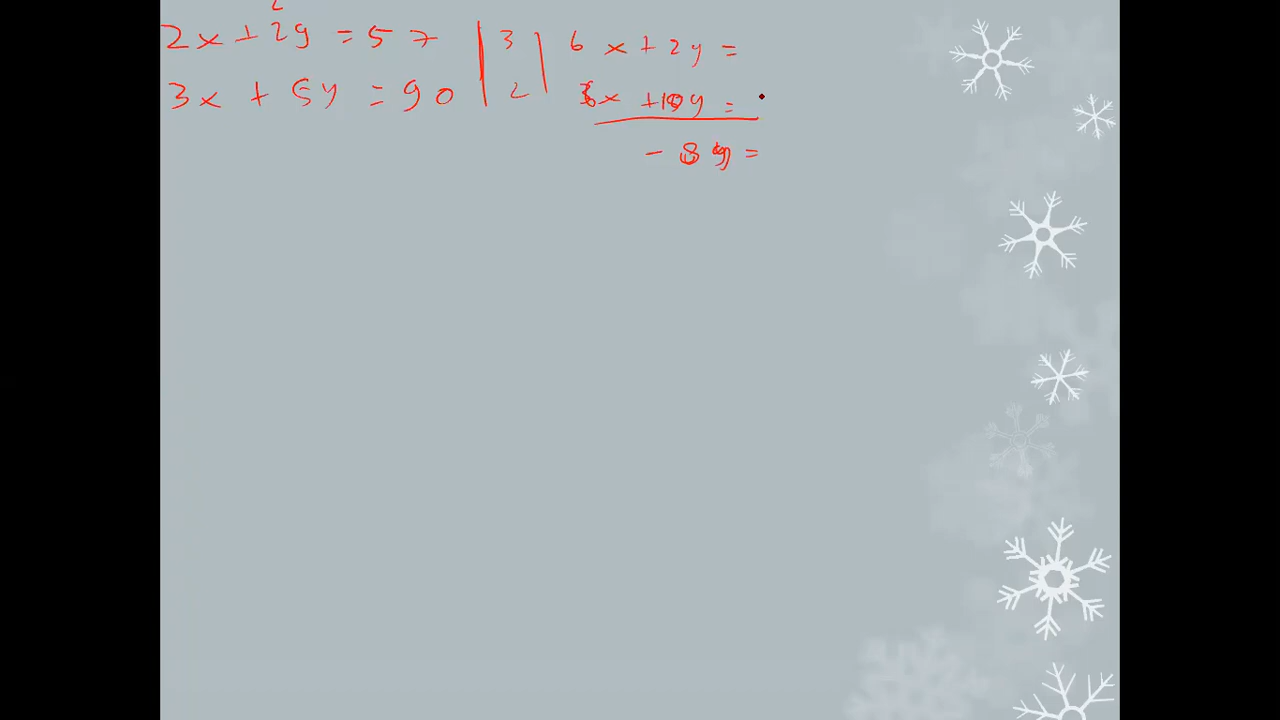 2x + 2y = 57 | 3 | 6x + 2y =
3x + 5y = 90 | 2 | 6x + 10y =
- 8y =